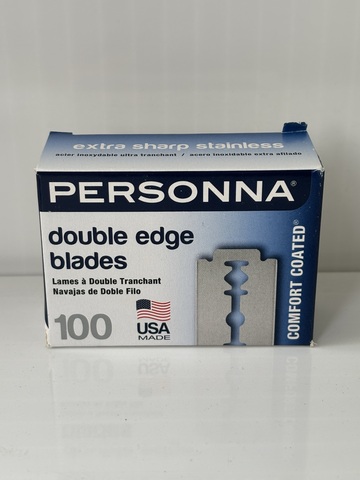 extra sharp stainless
acier inoxydable ultra tranchant / acero inoxidable extra afilado
PERSONNA®
double edge
blades
Lames à Double Tranchant
Navajas de Doble Filo
100
USA
MADE
COMFORT COATED®